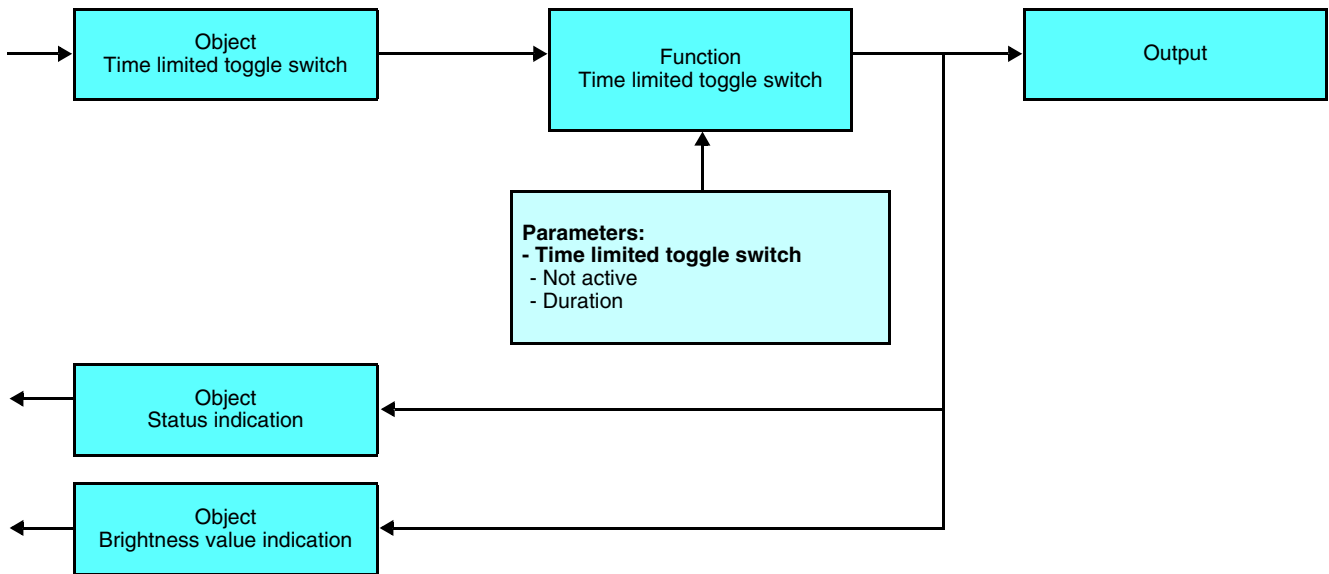 Object
Time limited toggle switch
Function
Time limited toggle switch
Output
Parameters:
- Time limited toggle switch
- Not active
- Duration
Object
Status indication
Object
Brightness value indication